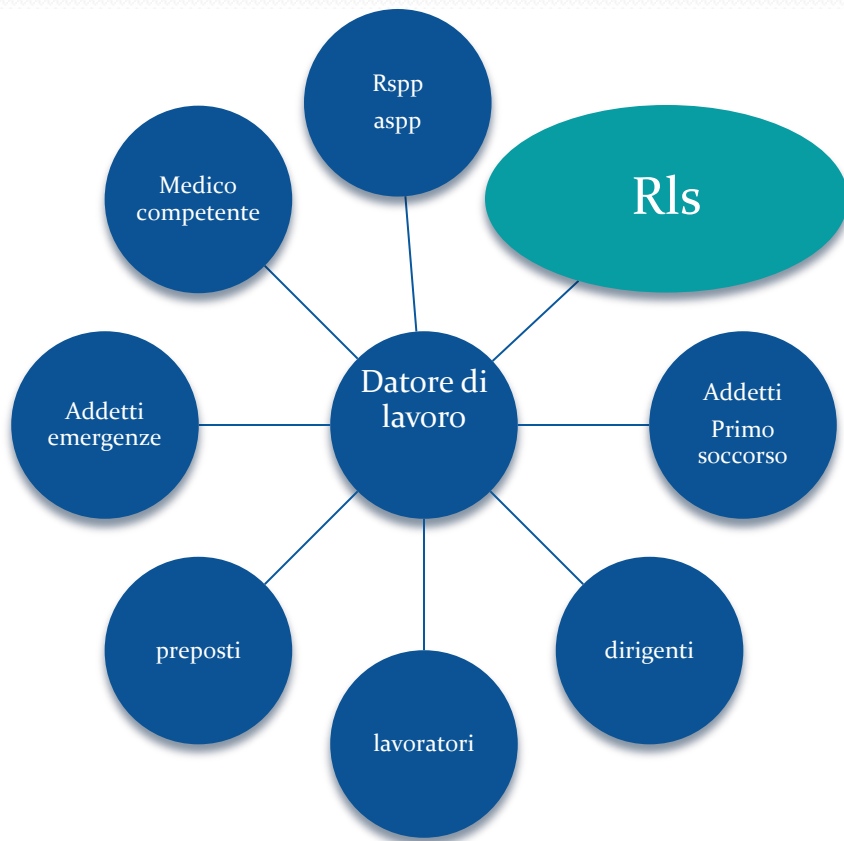 Rspp
aspp
Rls
Medico
competente
Datore di
lavoro
Addetti
emergenze
Addetti
Primo
soccorso
preposti
dirigenti
lavoratori